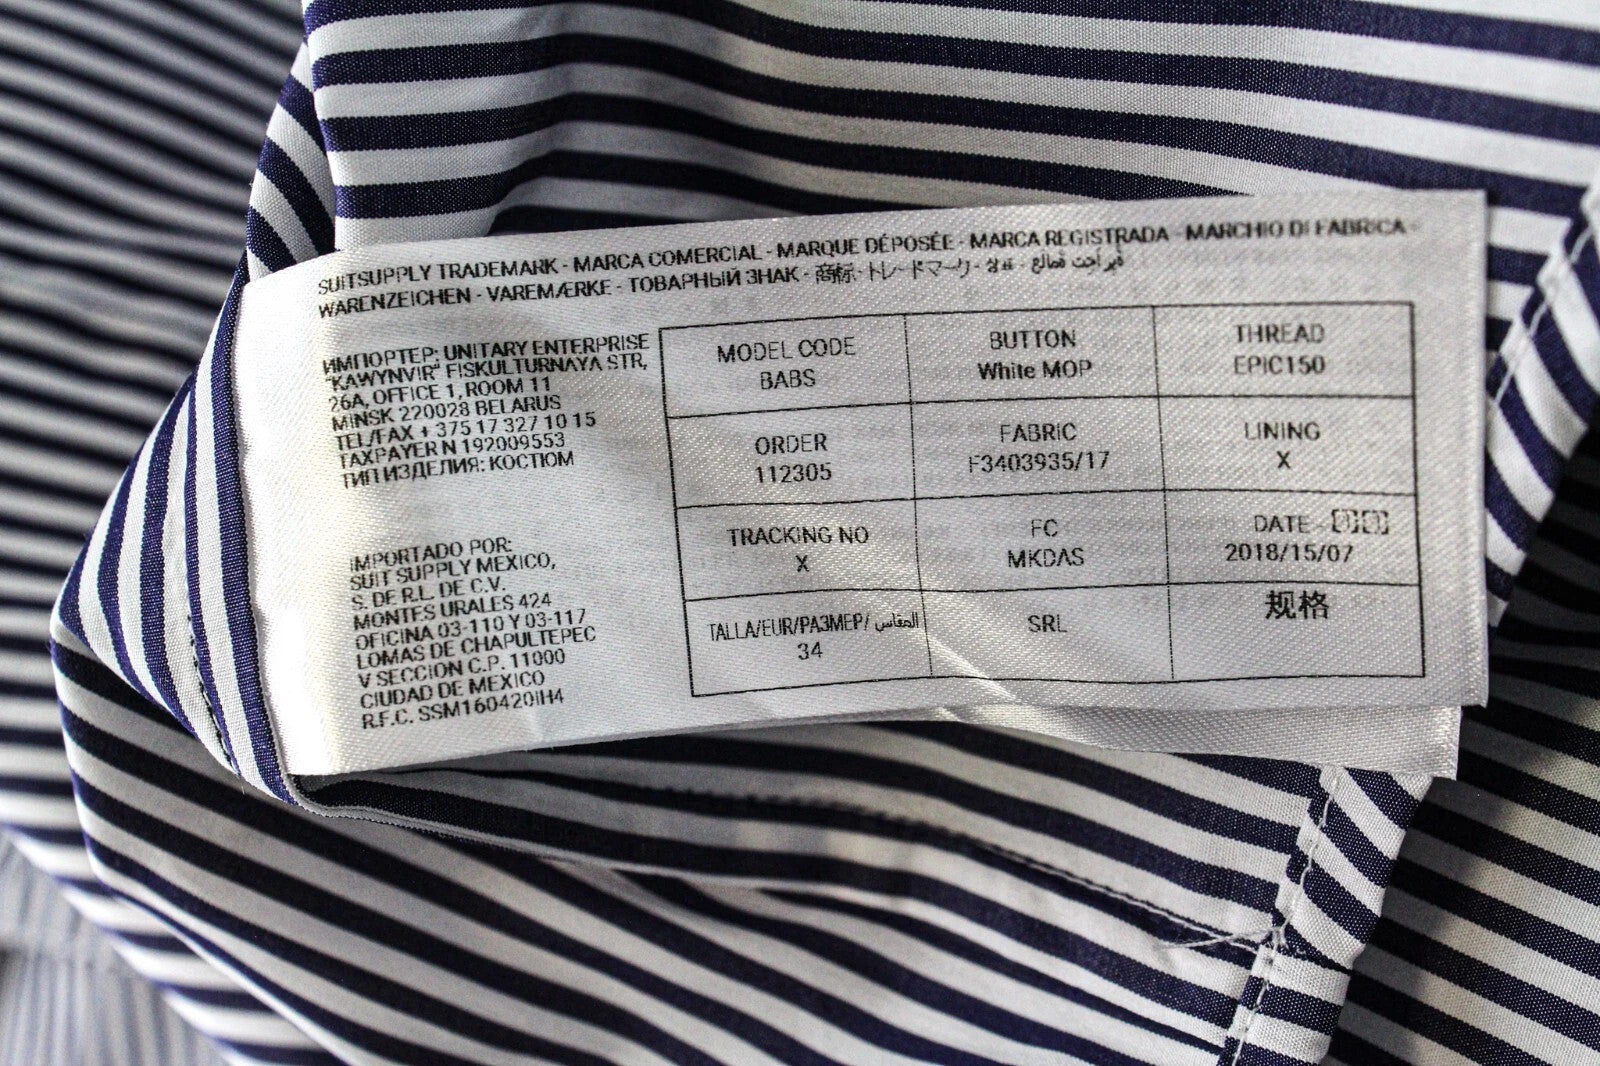 SUITSUPPLY TRADEMARK - MARCA COMERCIAL - MARQUE DÉPOSÉE - MARCA REGISTRADA - MARCHIO DI FABRICA -
WARENZEICHEN - VAREMÆRKE - ТОВАРНЫЙ ЗНАК - 商标 - トレードマーク -
ИМПОРТЕР: UNITARY ENTERPRISE
"KAWYNVIR" FISKULTURNAYA STR,
26A, OFFICE 1, ROOM 11
MINSK 220028 BELARUS
TEL/FAX + 375 17 327 10 15
TAXPAYER N 192009553
ТИП ИЗДЕЛИЯ: КОСТЮМ
IMPORTADO POR:
SUIT SUPPLY MEXICO,
S. DE R.L. DE C.V.
MONTES URALES 424
OFICINA 03-110 Y 03-117
LOMAS DE CHAPULTEPEC
V SECCION C.P. 11000
CIUDAD DE MEXICO
R.F.C. SSM160420IH4
MODEL CODE
BABS
BUTTON
White MOP
THREAD
EPIC150
ORDER
112305
FABRIC
F3403935/17
LINING
X
TRACKING NO
X
FC
MKDAS
DATE -
2018/15/07
TALLA/EUR/РАЗМЕР/ المقاس
34
SRL
规格